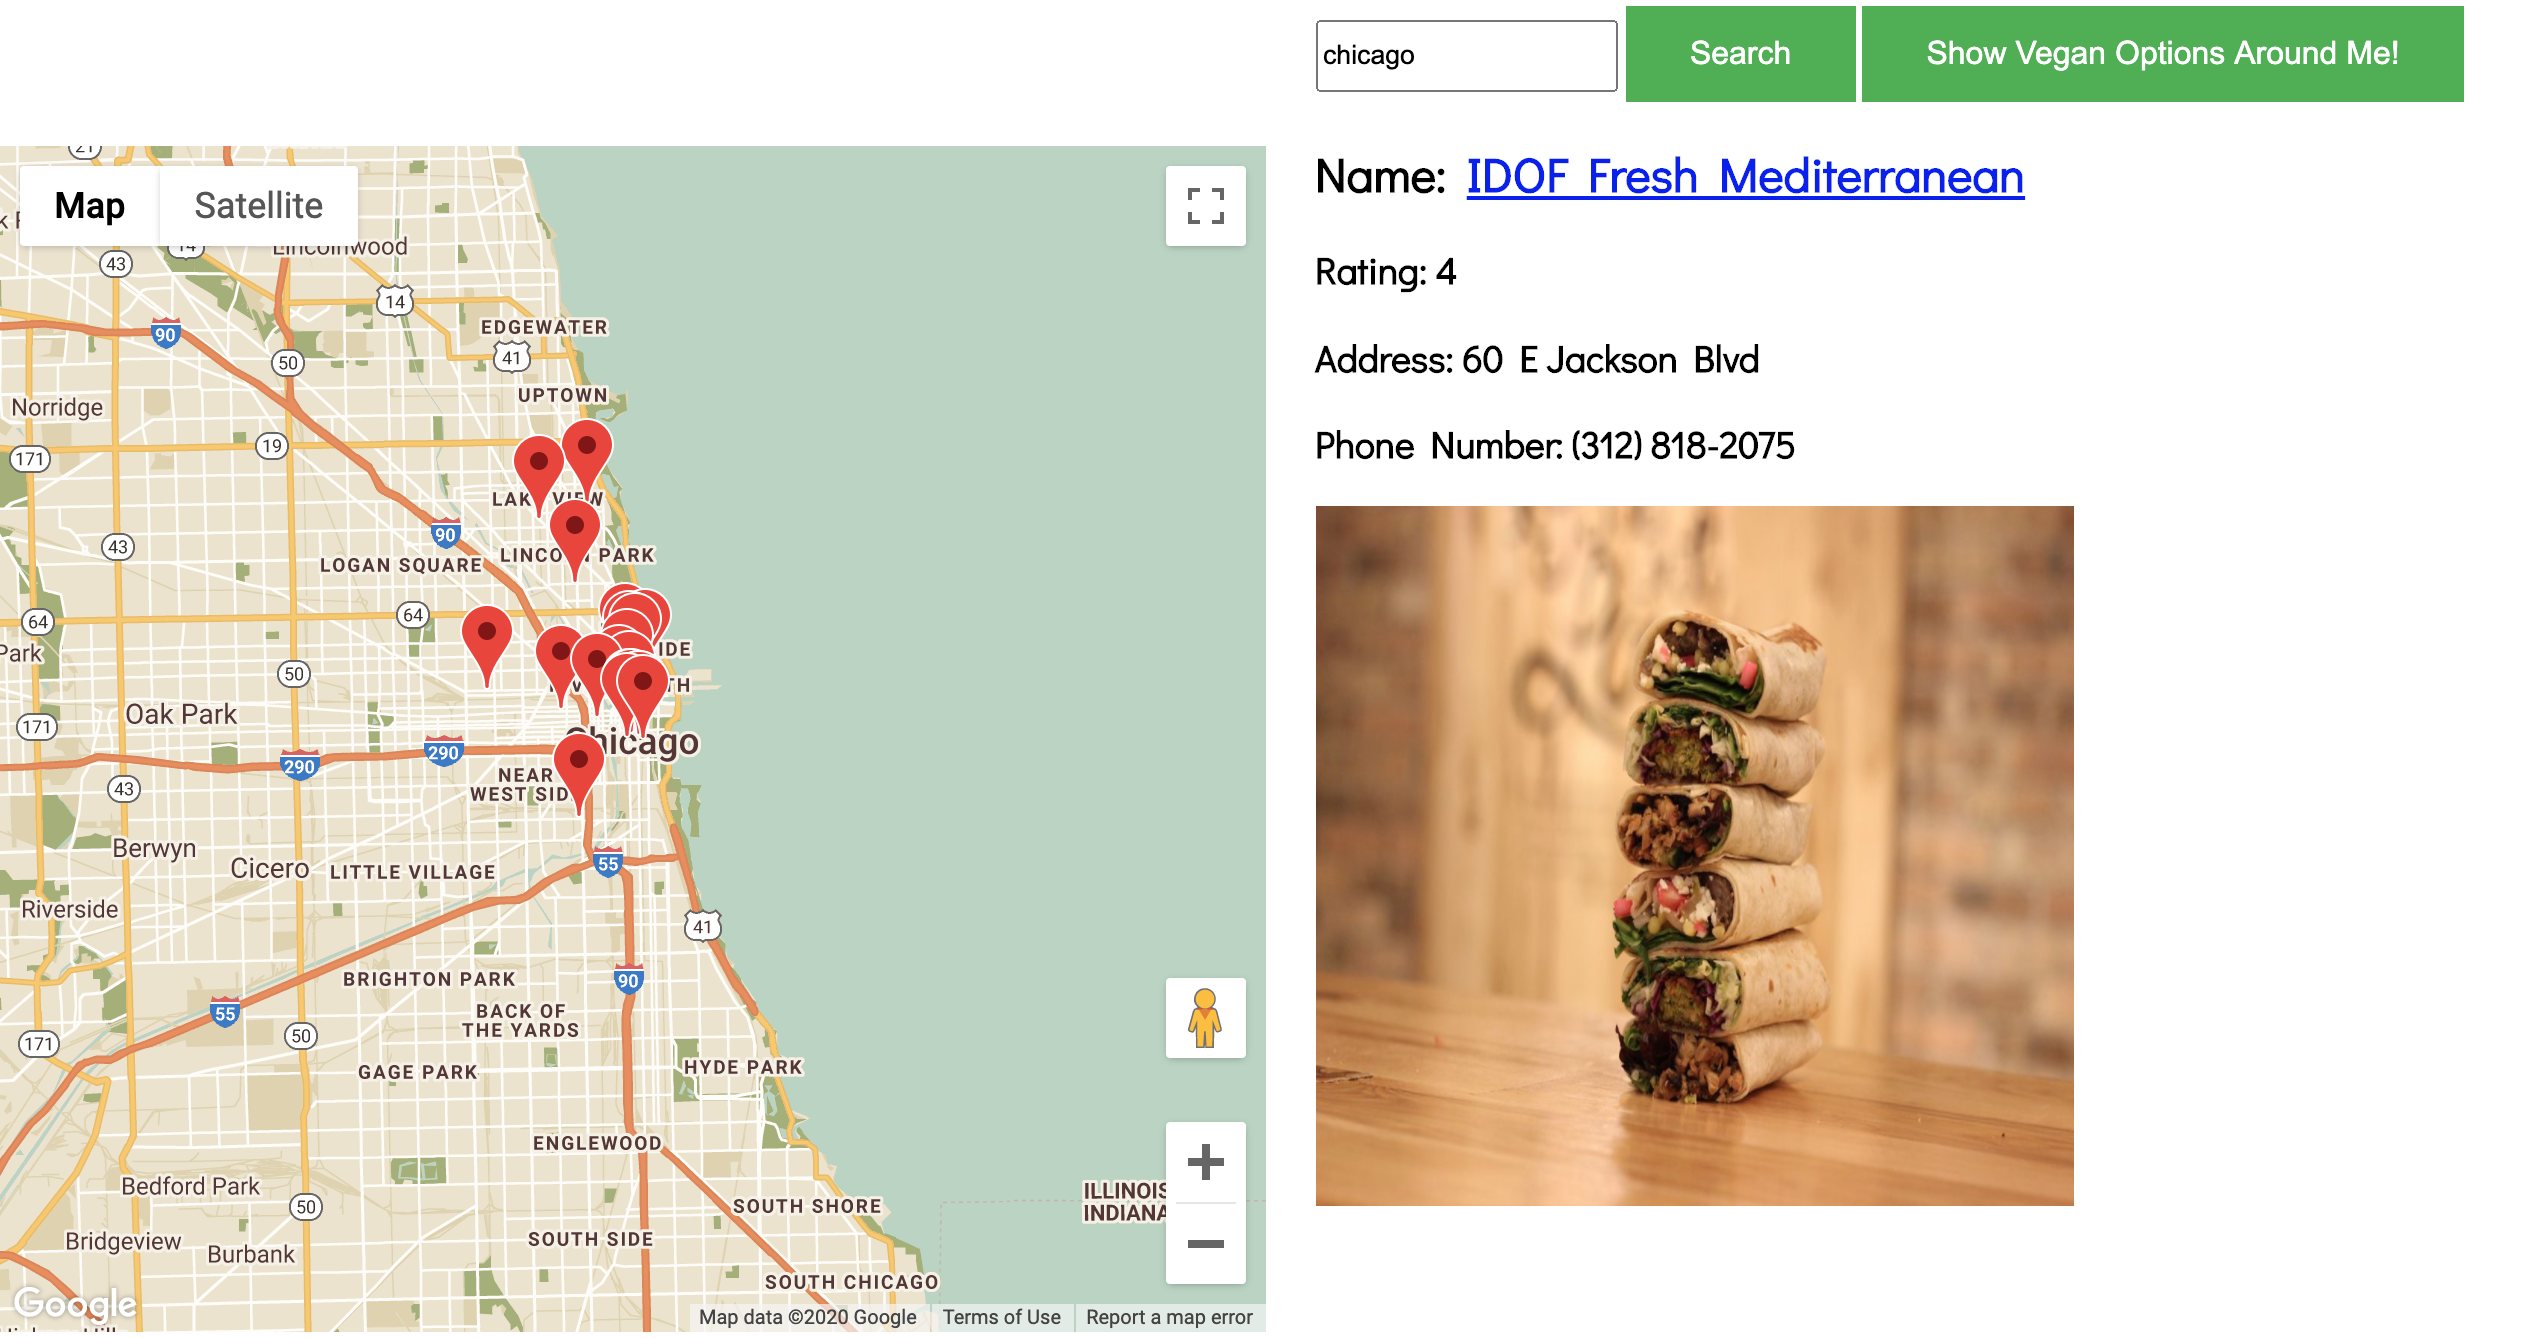 chicago
Search
Show Vegan Options Around Me!
Name: IDOF Fresh Mediterranean
Rating: 4
Address: 60 E Jackson Blvd
Phone Number: (312) 818-2075
21
Map
Satellite
14
Lincolnwood
43
14
90
EDGEWATER
41
50
UPTOWN
Norridge
19
171
LAKE VIEW
90
43
LINCOLN PARK
LOGAN SQUARE
64
64
Park
IDE
50
TH
Oak Park
171
Chicago
290
290
NEAR
WEST SID
43
Berwyn
Cicero
LITTLE VILLAGE
55
Riverside
41
BRIGHTON PARK
90
55
BACK OF
THE YARDS
50
171
GAGE PARK
HYDE PARK
ENGLEWOOD
Bedford Park
ILLINOIS
INDIANA
50
SOUTH SHORE
Bridgeview
SOUTH SIDE
Burbank
SOUTH CHICAGO
Google
Map data ©2020 Google
Terms of Use
Report a map error